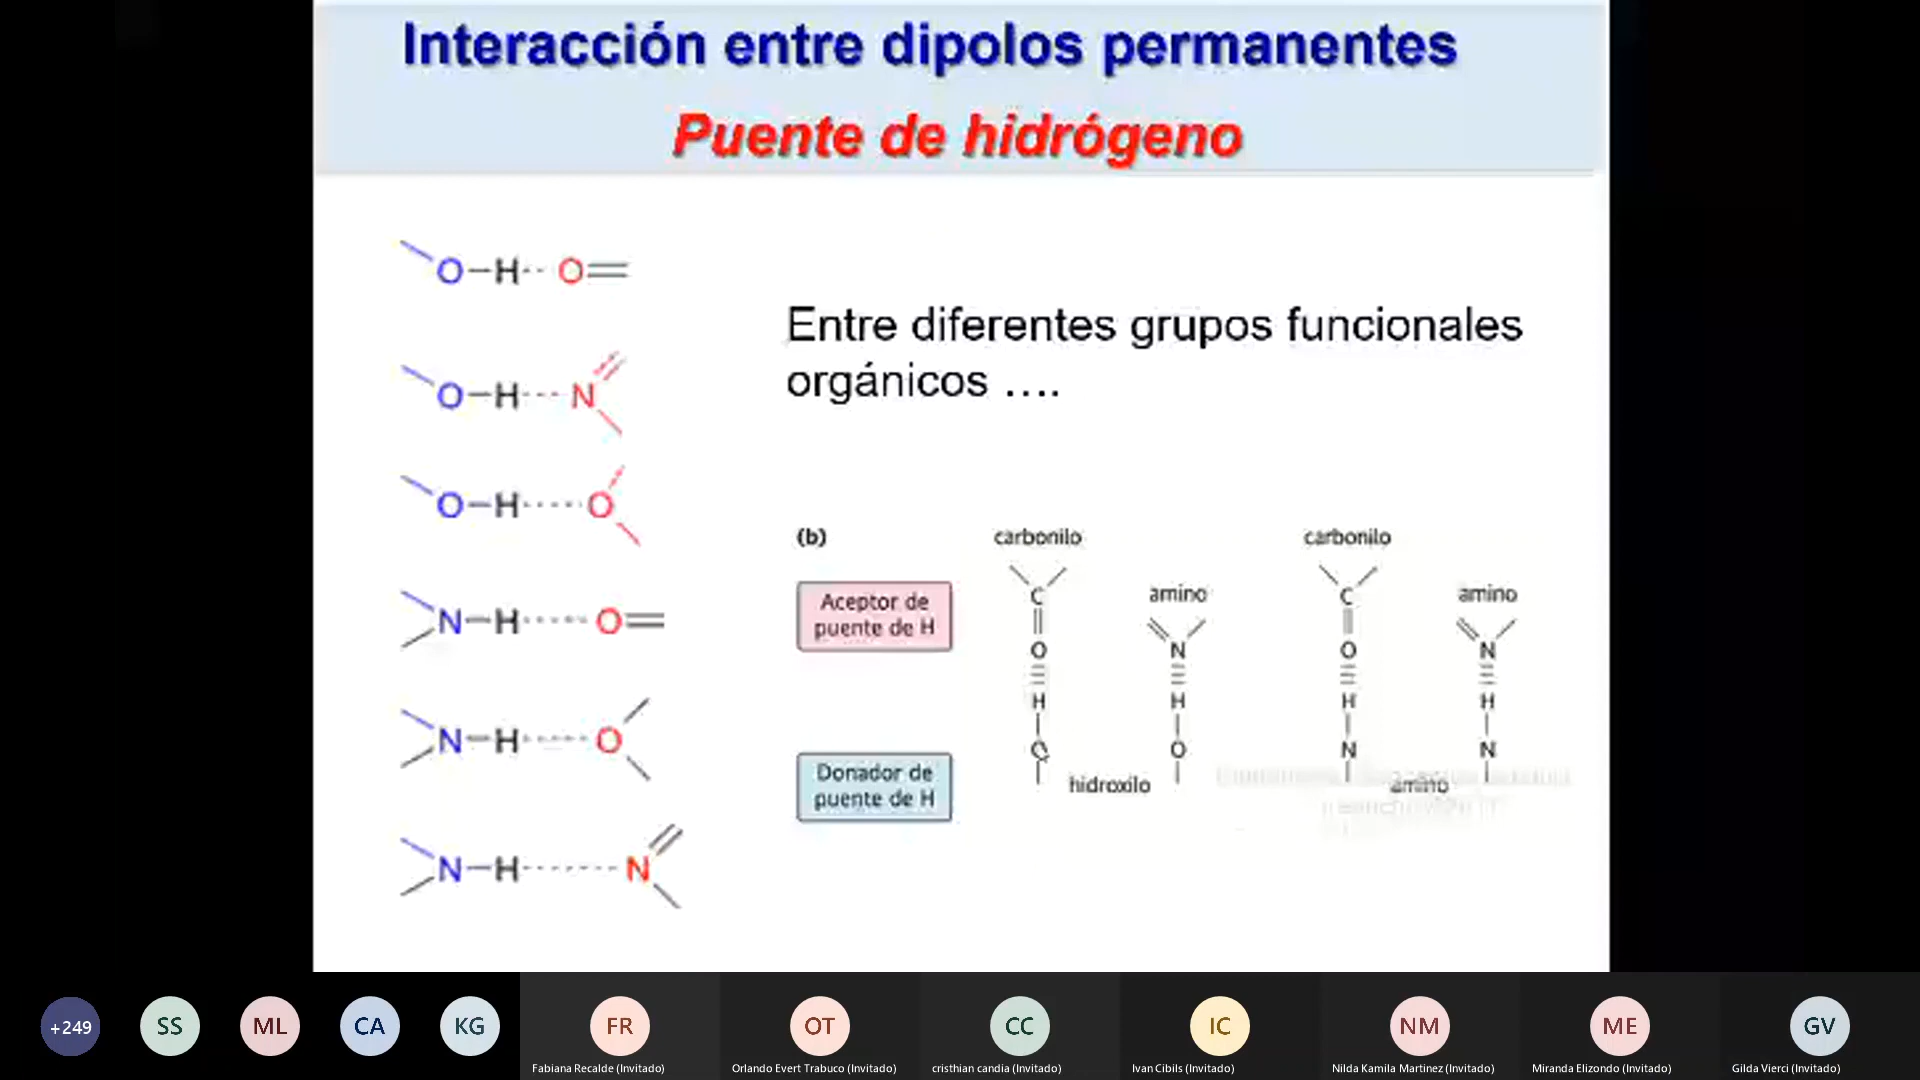 Interacción entre dipolos permanentes
Puente de hidrógeno
O-H-- O=
O-H--- N
O-H---- O
N-H---- O=
N-H---- O
N-H------ N
Entre diferentes grupos funcionales
orgánicos ....
(b)
Aceptor de
puente de H
Donador de
puente de H
carbonilo
C
O
H
O
amino
N
H
O
hidroxilo
carbonilo
C
O
H
N
amino
N
H
N
amino
+249
SS
ML
CA
KG
FR
Fabiana Recalde (Invitado)
OT
Orlando Evert Trabuco (Invitado)
CC
cristhian candia (Invitado)
IC
Ivan Cibils (Invitado)
NM
Nilda Kamila Martinez (Invitado)
ME
Miranda Elizondo (Invitado)
GV
Gilda Vierci (Invitado)